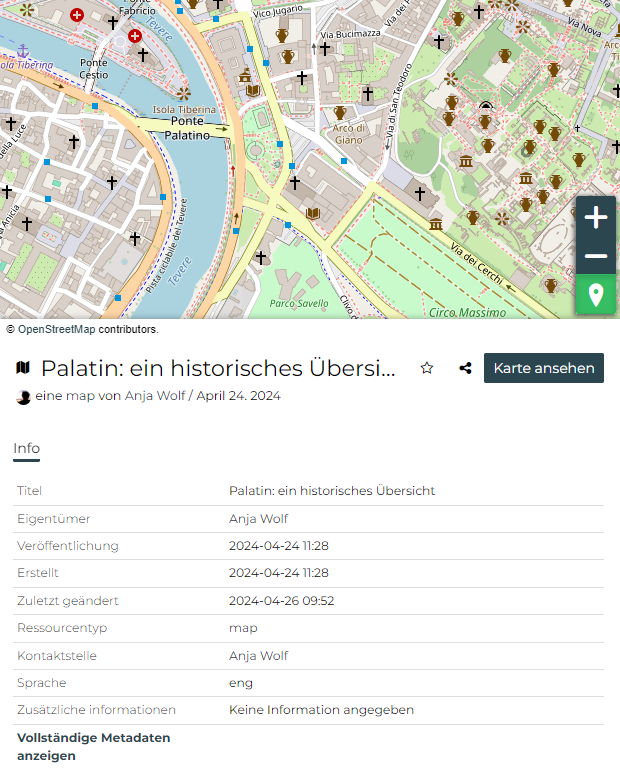 Ponte
Fabricio
Tevere
Vico Jugario
Via Bucimazza
Via dei F
Via Nova
Isola Tiberina
Ponte
Cestio
Isola Tiberina
Ponte
Palatino
Arco di
Giano
Via di San Teodoro
della Luce
Anicia
Pista ciclabile del Tevere
Tevere
Via dei Cerchi
Parco Savello
Clivo d
Circo Massimo
+
−
© OpenStreetMap contributors.
Palatin: ein historisches Übersi...
Karte ansehen
eine map von Anja Wolf / April 24. 2024
Info
Titel Palatin: ein historisches Übersicht
Eigentümer Anja Wolf
Veröffentlichung 2024-04-24 11:28
Erstellt 2024-04-24 11:28
Zuletzt geändert 2024-04-26 09:52
Ressourcentyp map
Kontaktstelle Anja Wolf
Sprache eng
Zusätzliche informationen Keine Information angegeben
Vollständige Metadaten
anzeigen